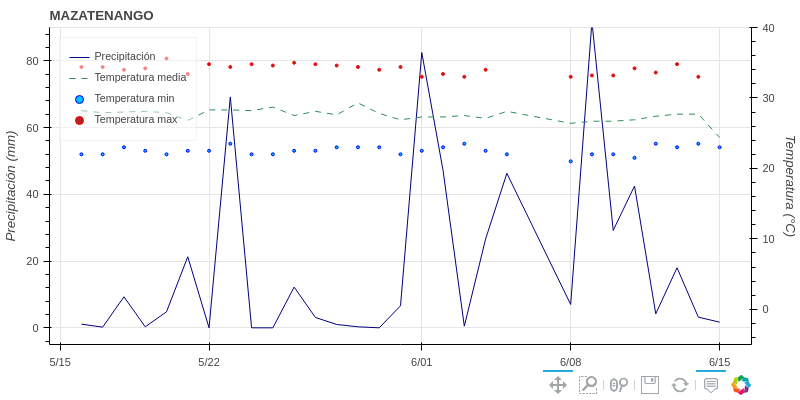 MAZATENANGO
Precipitación
Temperatura media
Temperatura min
Temperatura max
Precipitación (mm)
80
60
40
20
0
Temperatura (°C)
40
30
20
10
0
5/15 5/22 6/01 6/08 6/15